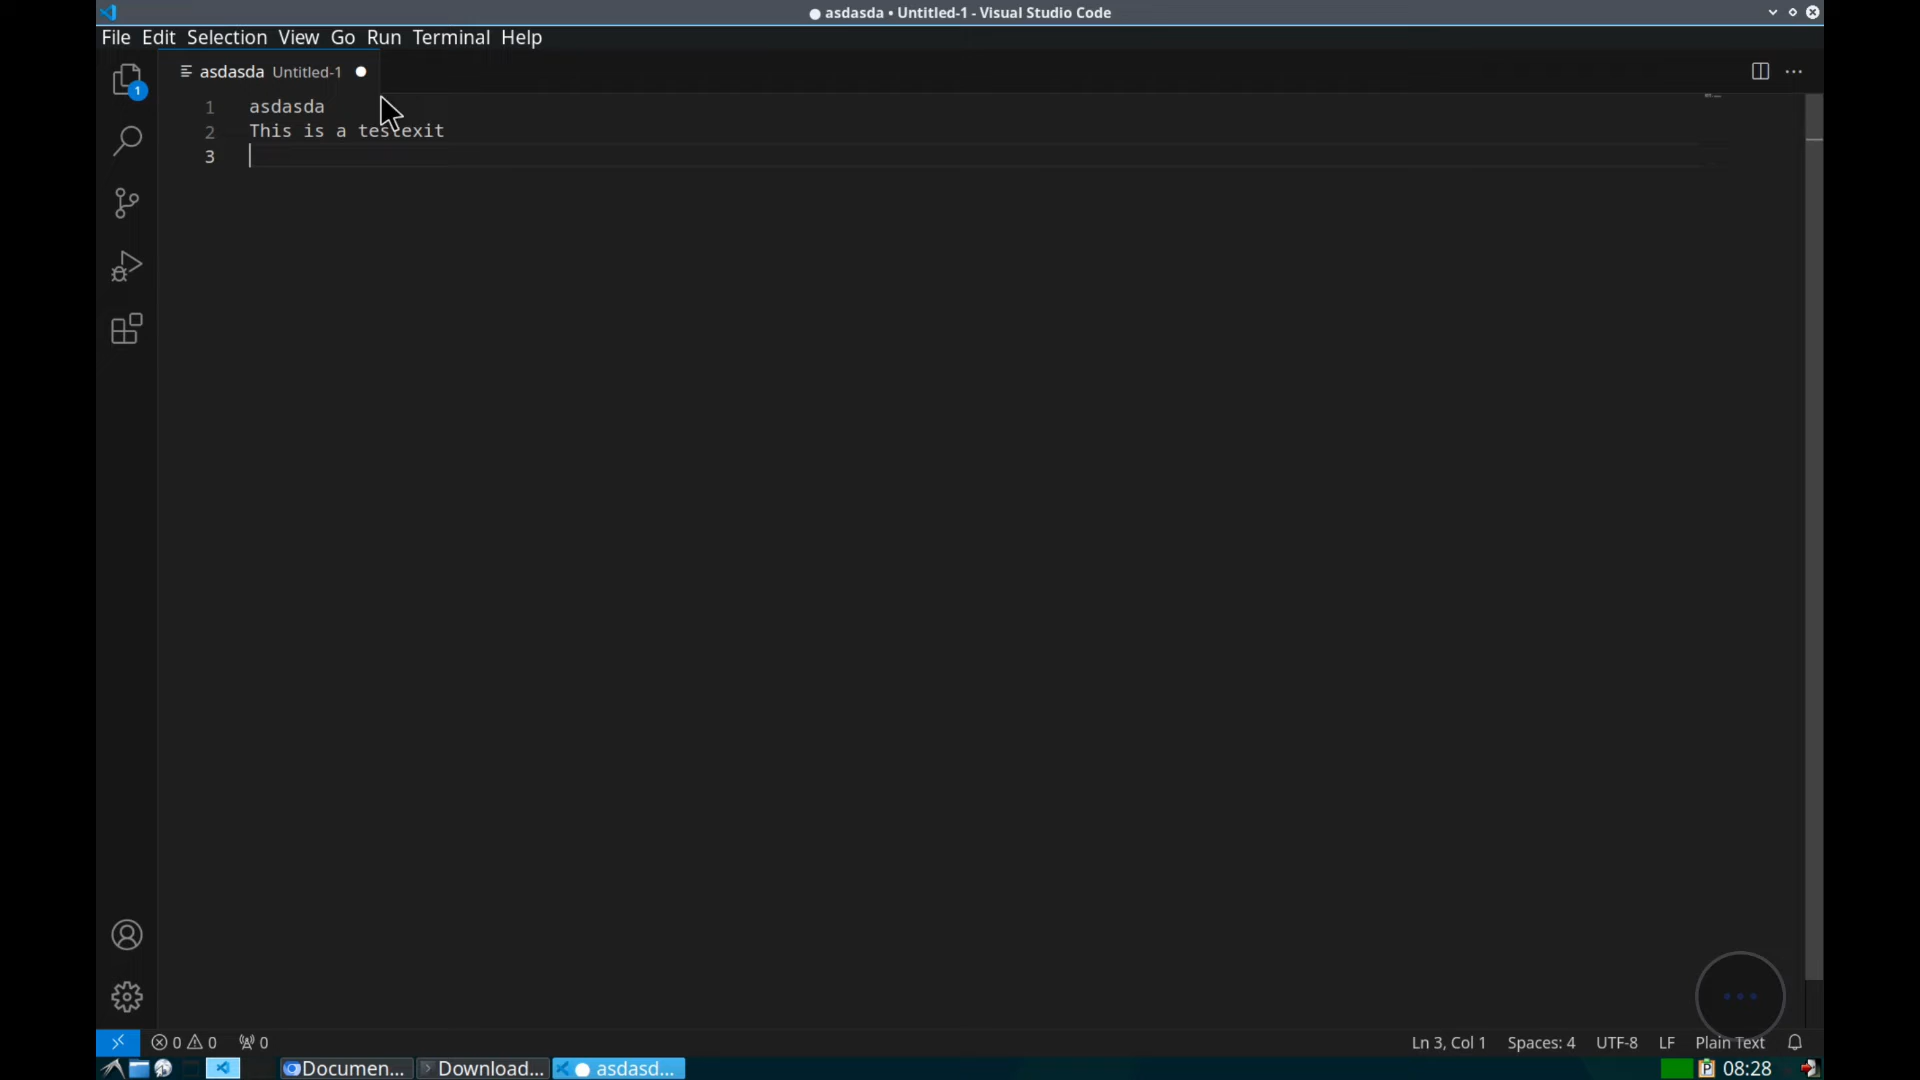 ● asdasda • Untitled-1 - Visual Studio Code
File Edit Selection View Go Run Terminal Help
asdasda Untitled-1 ●
1
1 asdasda
2 This is a testexit
3
0 0 0
Ln 3, Col 1 Spaces: 4 UTF-8 LF Plain Text
Documen... Download... ● asdasd... P 08:28